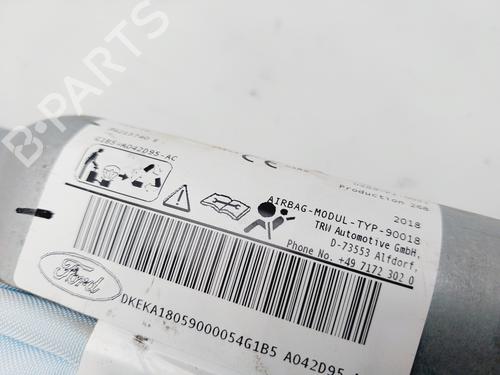 B-PARTS
G1B5-A042D95-AC
CE
Production 268
2018
AIRBAG-MODUL-TYP-90018
TRW Automotive GmbH,
D-73553 Alfdorf,
Phone No. +49 7172 302 0
Ford
DKEKA18059000054G1B5 A042D95